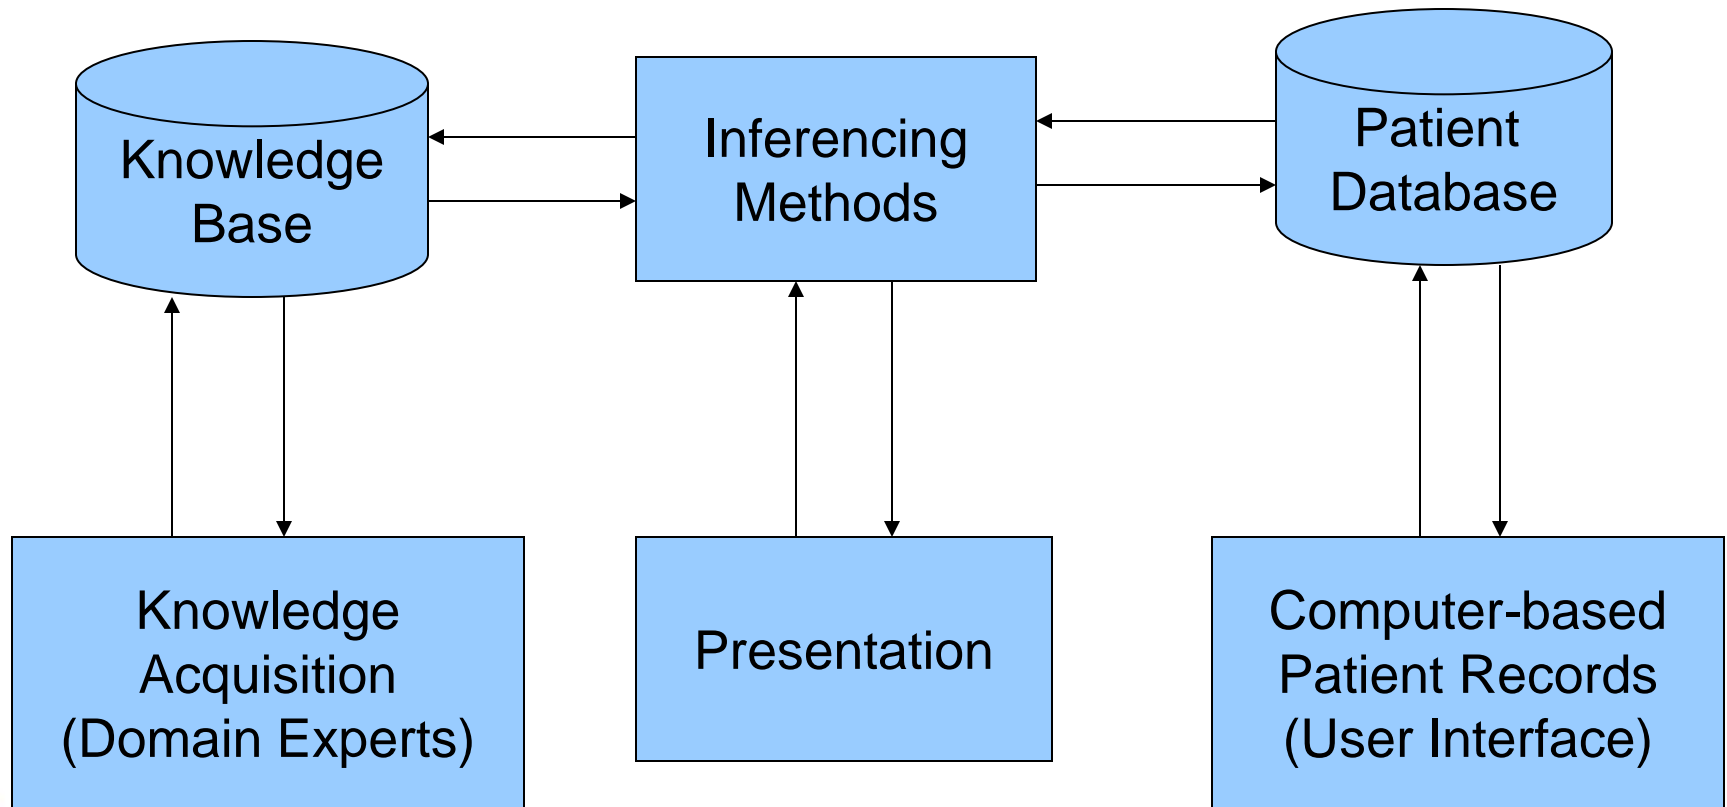 Knowledge
Base
Inferencing
Methods
Patient
Database
Knowledge
Acquisition
(Domain Experts)
Presentation
Computer-based
Patient Records
(User Interface)